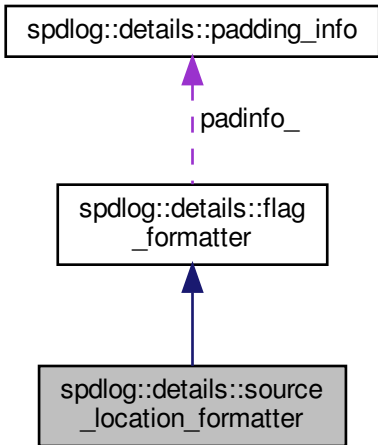 spdlog::details::padding_info
padinfo_
spdlog::details::flag
_formatter
spdlog::details::source
_location_formatter